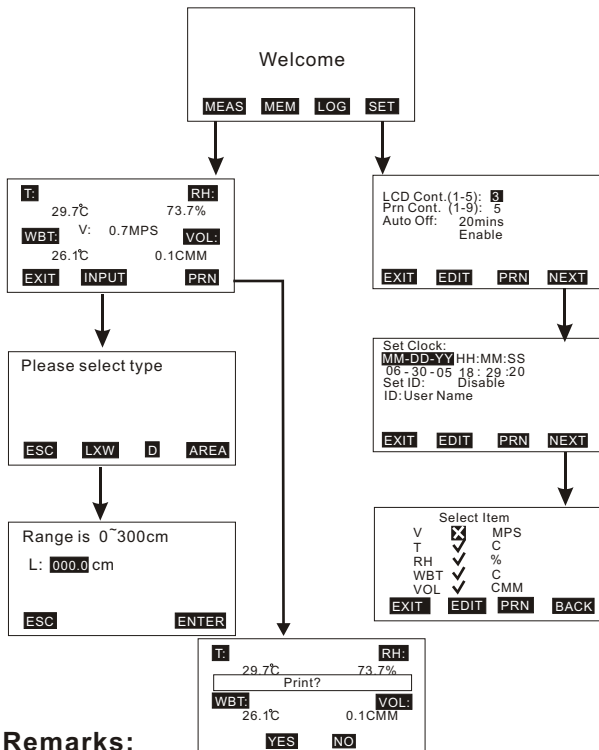 Welcome
MEAS MEM LOG SET
T: RH:
29.7°C 73.7%
WBT: V: 0.7MPS VOL:
26.1°C 0.1CMM
EXIT INPUT PRN
Please select type
ESC LXW D AREA
Range is 0~300cm
L: 000.0 cm
ESC ENTER
LCD Cont.(1-5): 3
Prn Cont. (1-9): 5
Auto Off: 20mins
Enable
EXIT EDIT PRN NEXT
Set Clock:
MM-DD-YY HH:MM:SS
06-30-05 18:29:20
Set ID: Disable
ID:User Name
EXIT EDIT PRN NEXT
Select Item
V MPS
T C
RH %
WBT C
VOL CMM
EXIT EDIT PRN BACK
T: RH:
29.7°C 73.7%
Print?
WBT: VOL:
26.1°C 0.1CMM
YES NO
Remarks: